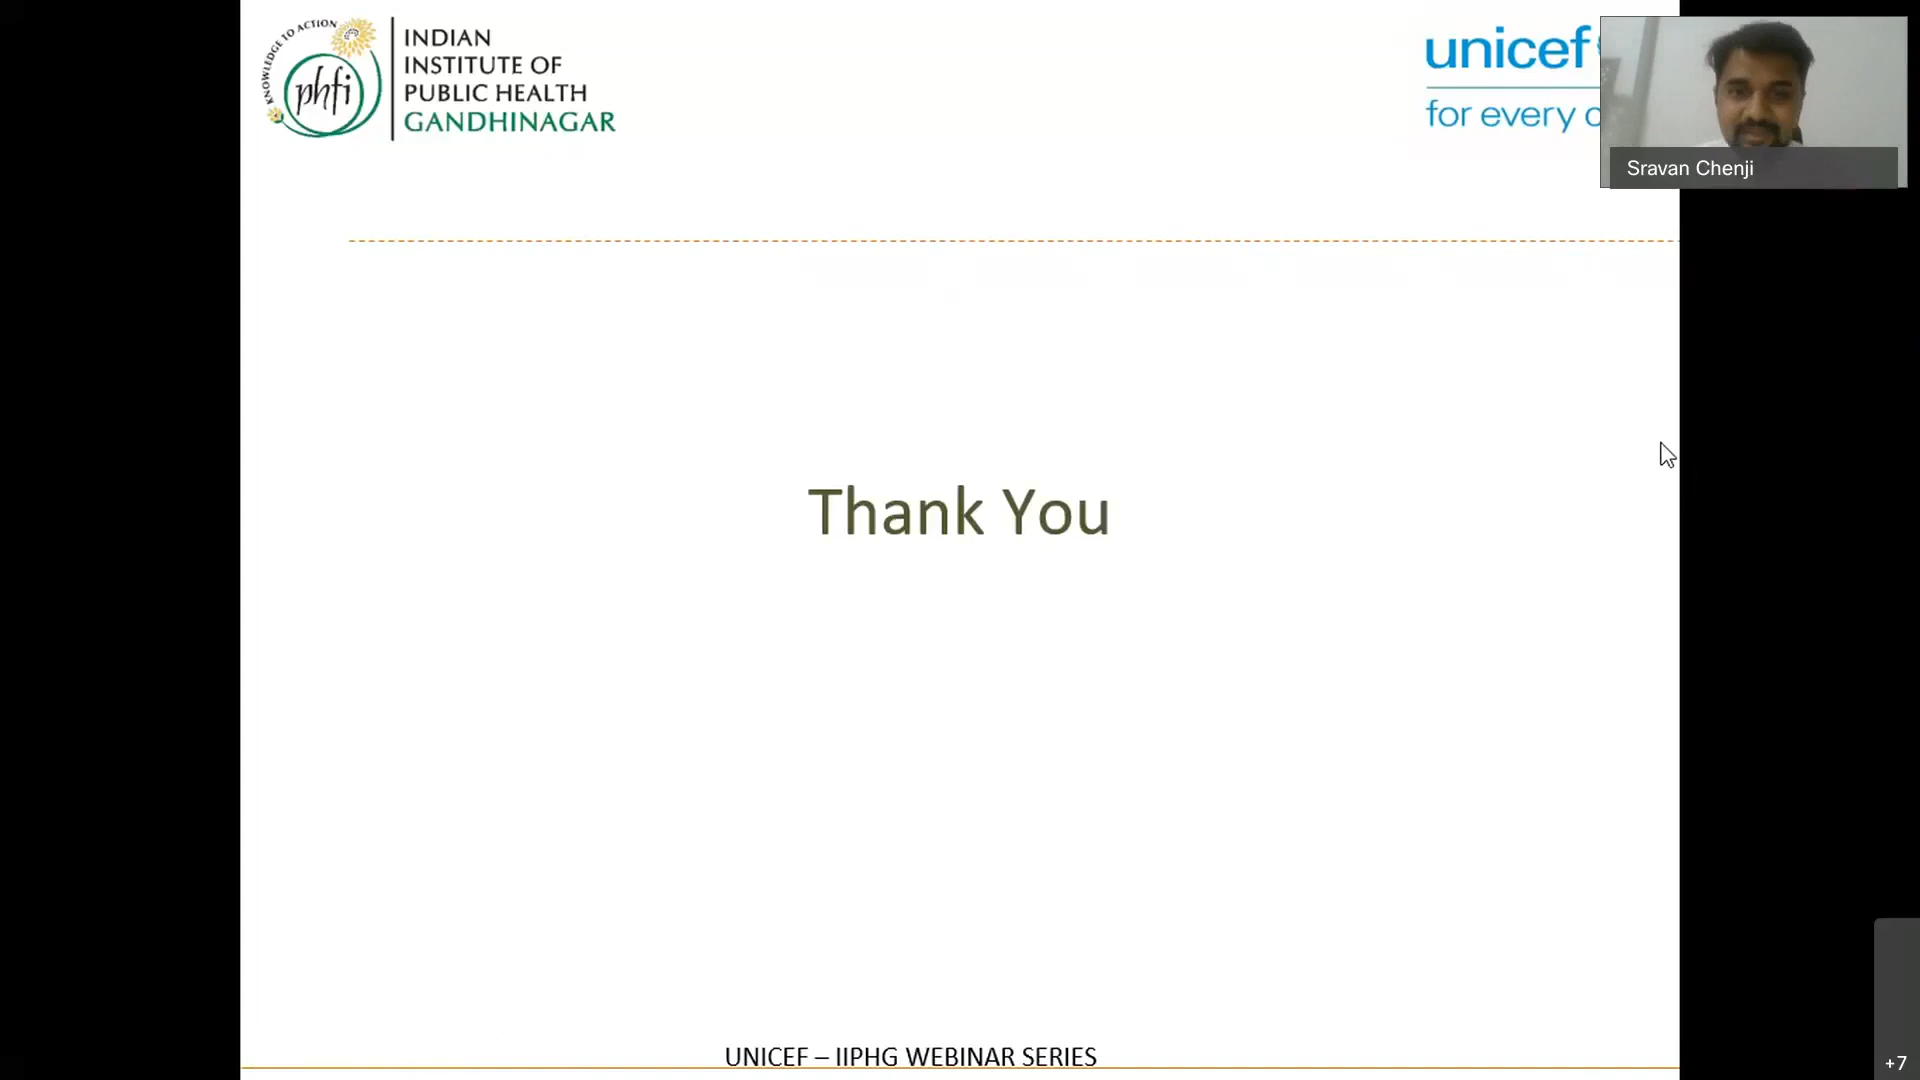 KNOWLEDGE TO ACTION
phfi
INDIAN
INSTITUTE OF
PUBLIC HEALTH
GANDHINAGAR
unicef
for every c
Sravan Chenji
Thank You
UNICEF – IIPHG WEBINAR SERIES
+7